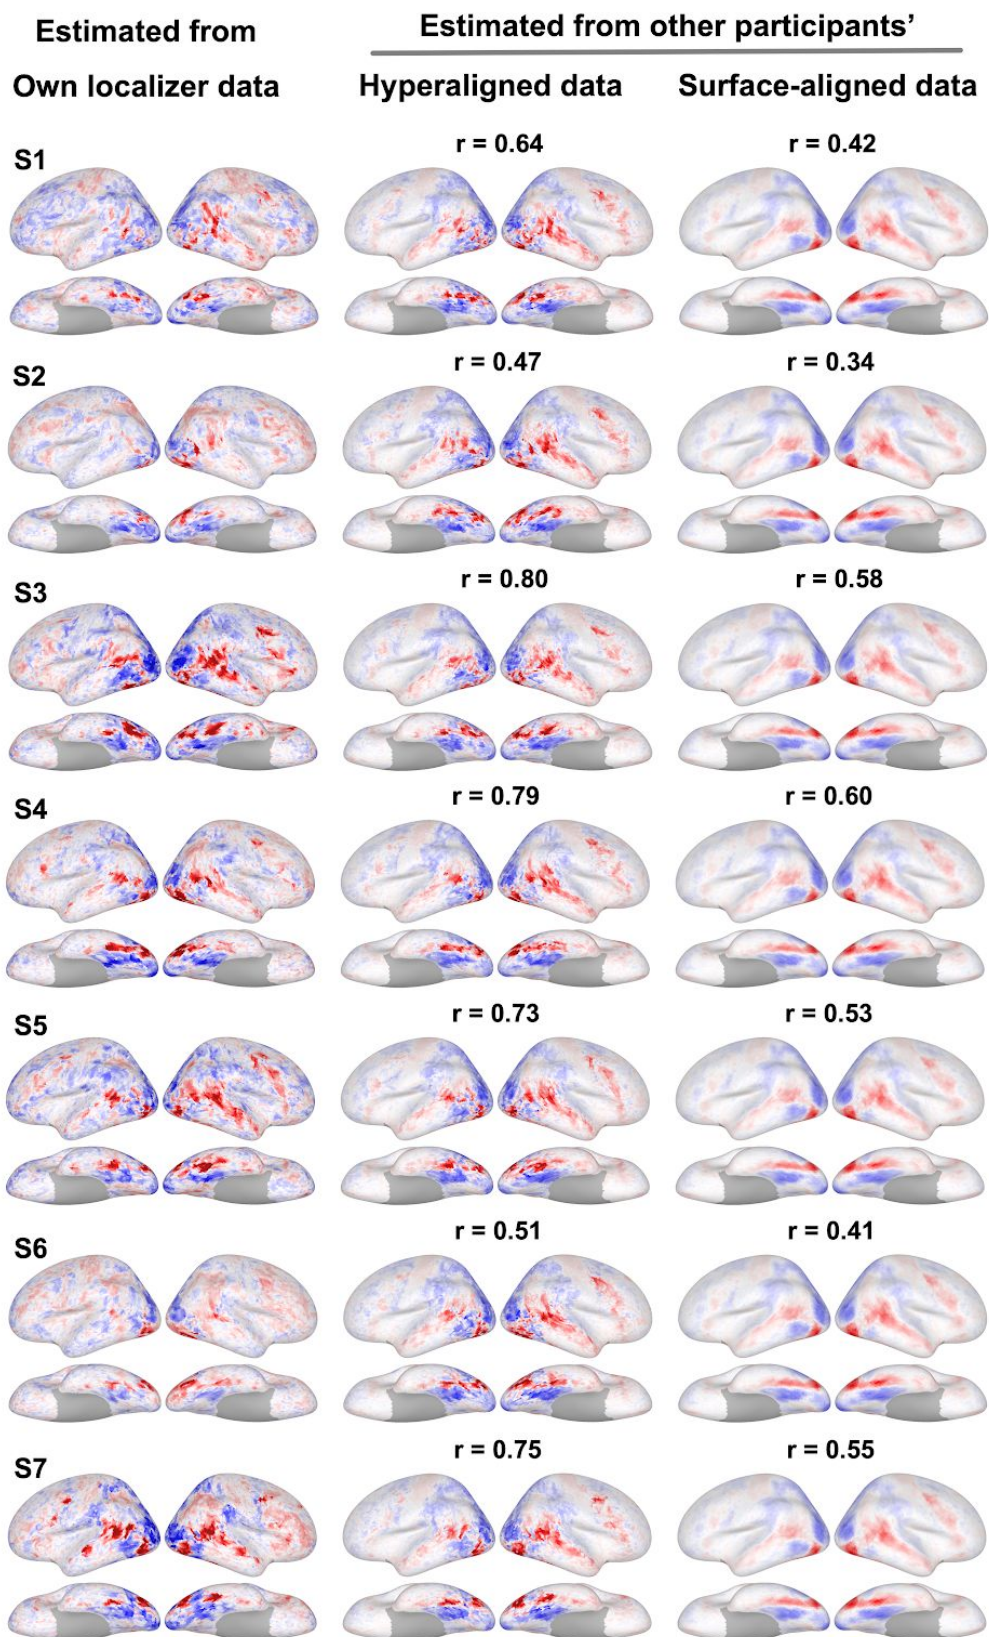 Estimated from
Estimated from other participants’
Own localizer data
Hyperaligned data
Surface-aligned data
S1
r = 0.64
r = 0.42
S2
r = 0.47
r = 0.34
S3
r = 0.80
r = 0.58
S4
r = 0.79
r = 0.60
S5
r = 0.73
r = 0.53
S6
r = 0.51
r = 0.41
S7
r = 0.75
r = 0.55